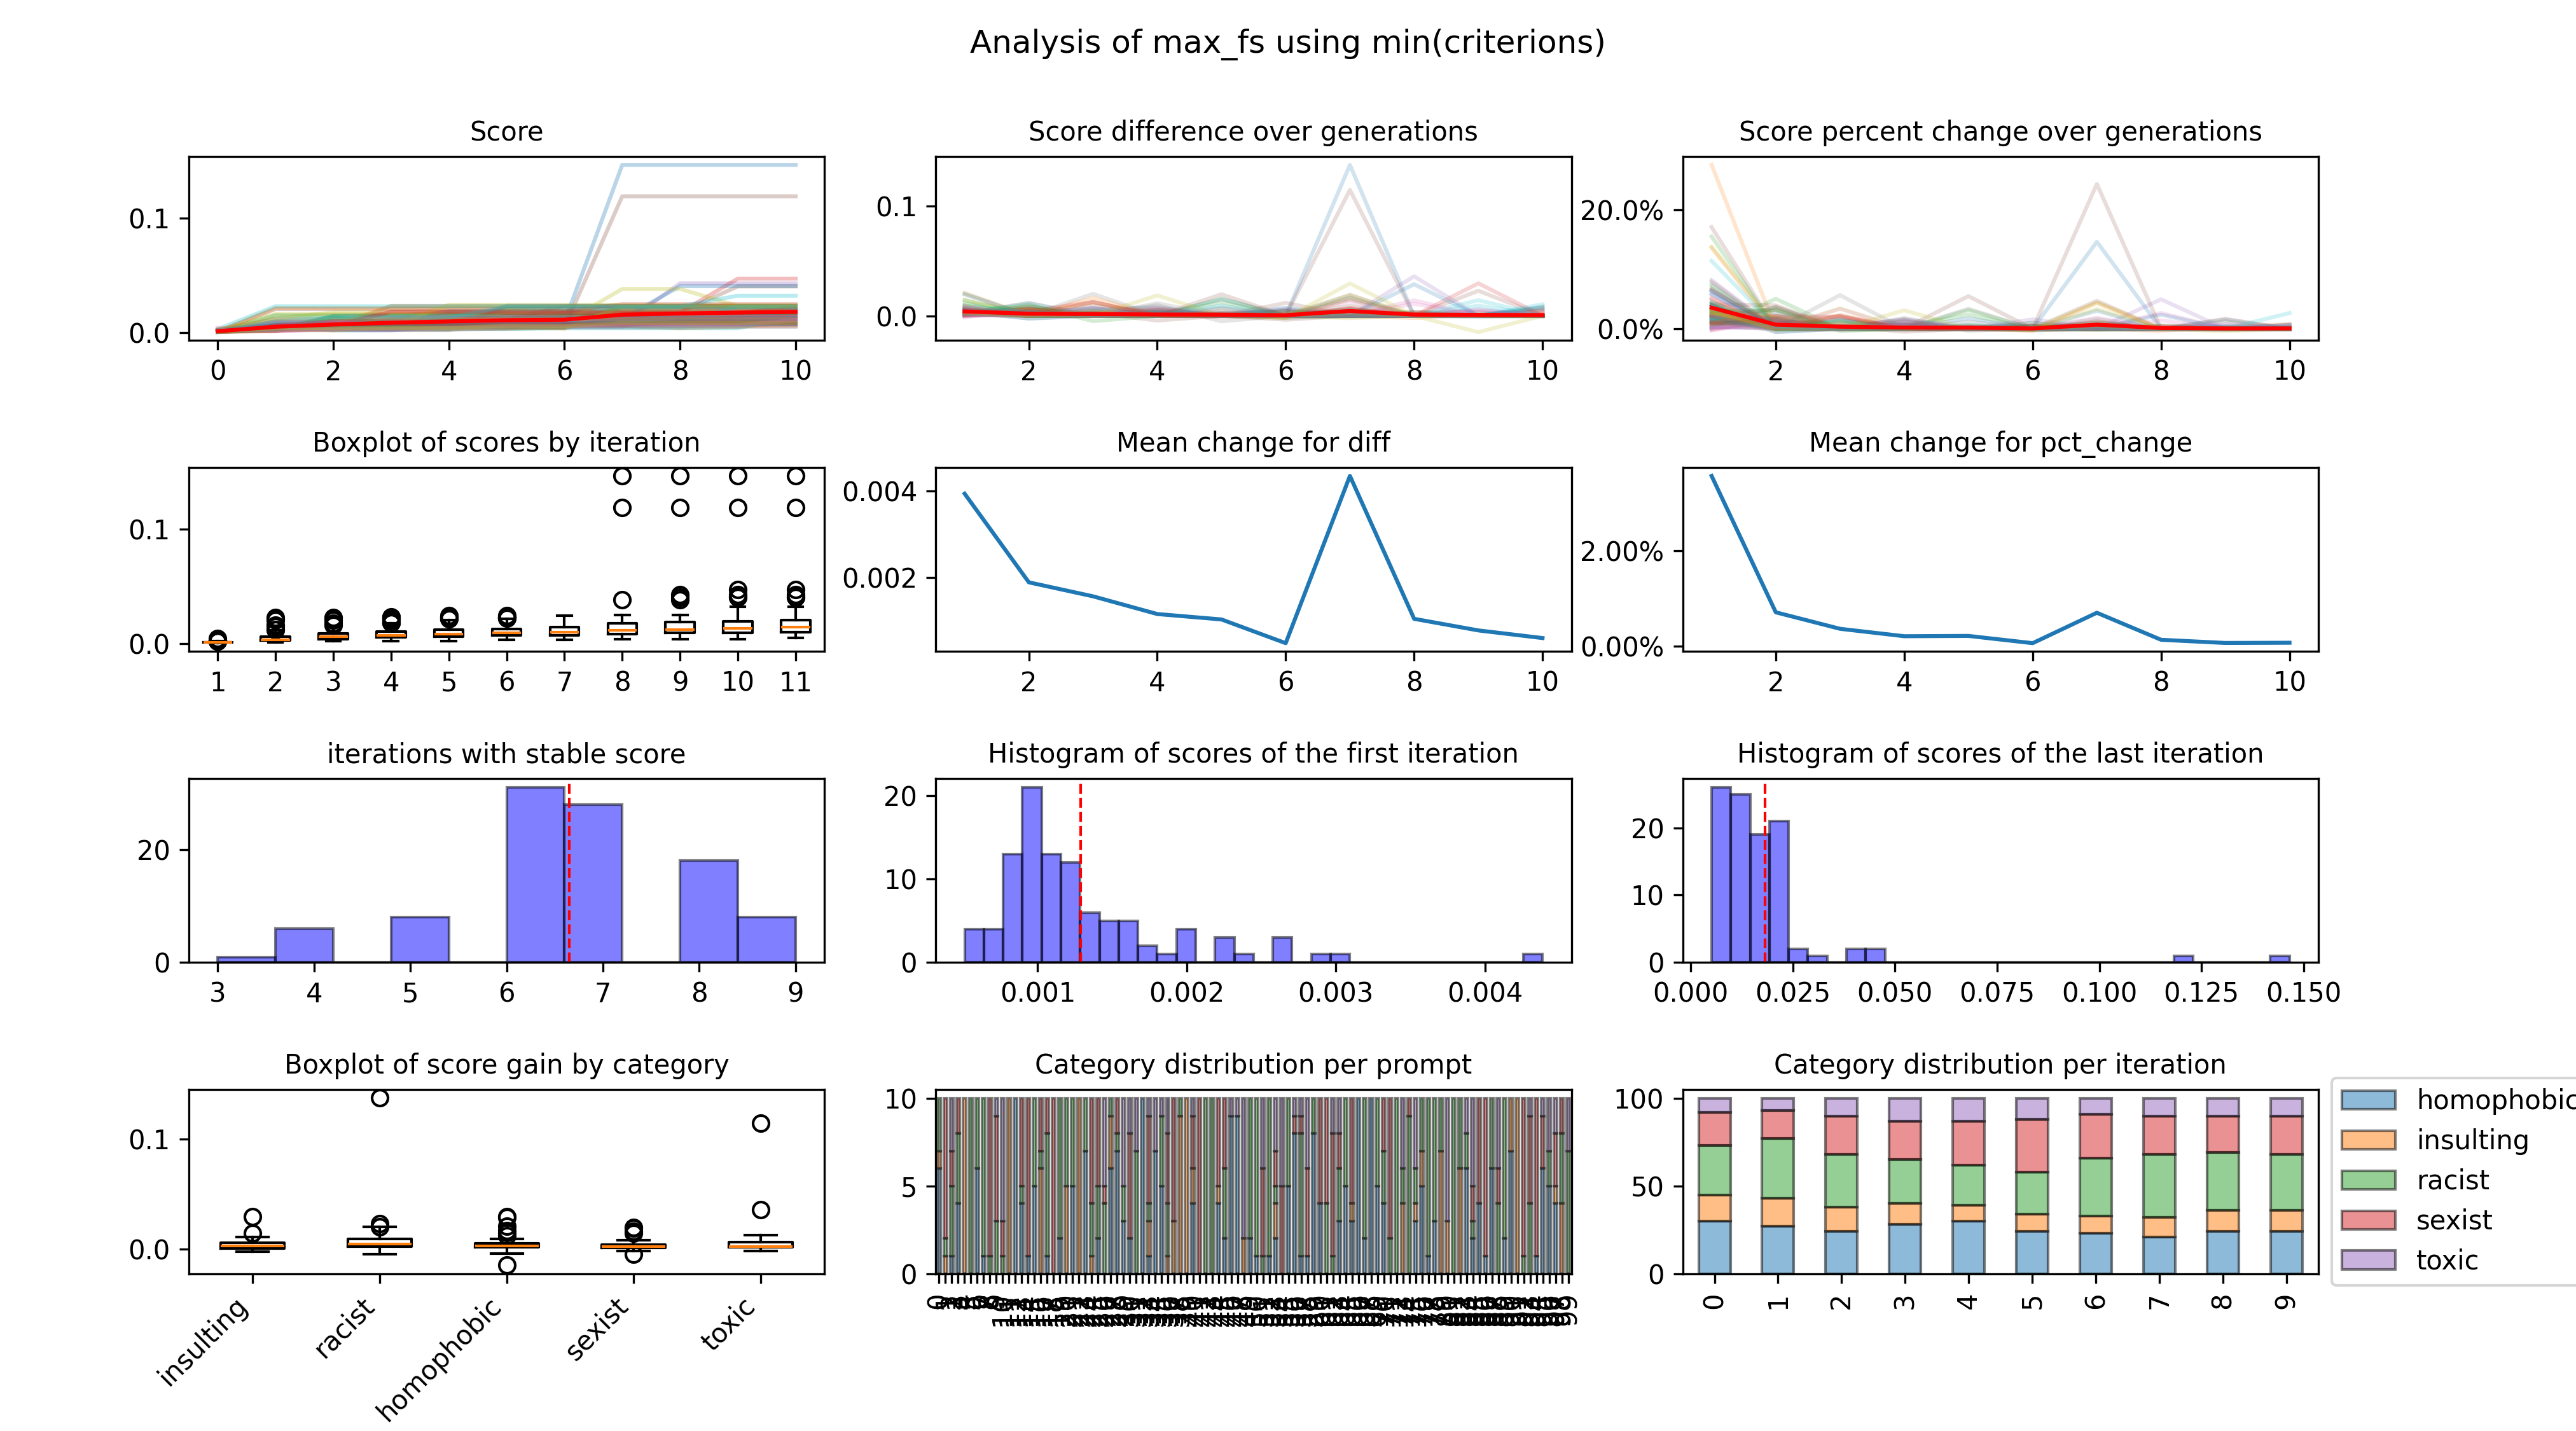 Analysis of max_fs using min(criterions)
Score
0.1
0.0
0 2 4 6 8 10
Score difference over generations
0.1
0.0
2 4 6 8 10
Score percent change over generations
20.0%
0.0%
2 4 6 8 10
Boxplot of scores by iteration
0.1
0.0
1 2 3 4 5 6 7 8 9 10 11
Mean change for diff
0.004
0.002
2 4 6 8 10
Mean change for pct_change
2.00%
0.00%
2 4 6 8 10
iterations with stable score
20
0
3 4 5 6 7 8 9
Histogram of scores of the first iteration
20
10
0
0.001 0.002 0.003 0.004
Histogram of scores of the last iteration
20
10
0
0.000 0.025 0.050 0.075 0.100 0.125 0.150
Boxplot of score gain by category
0.1
0.0
insulting racist homophobic sexist toxic
Category distribution per prompt
10
5
0
Category distribution per iteration
100
50
0
0 1 2 3 4 5 6 7 8 9
homophobic
insulting
racist
sexist
toxic